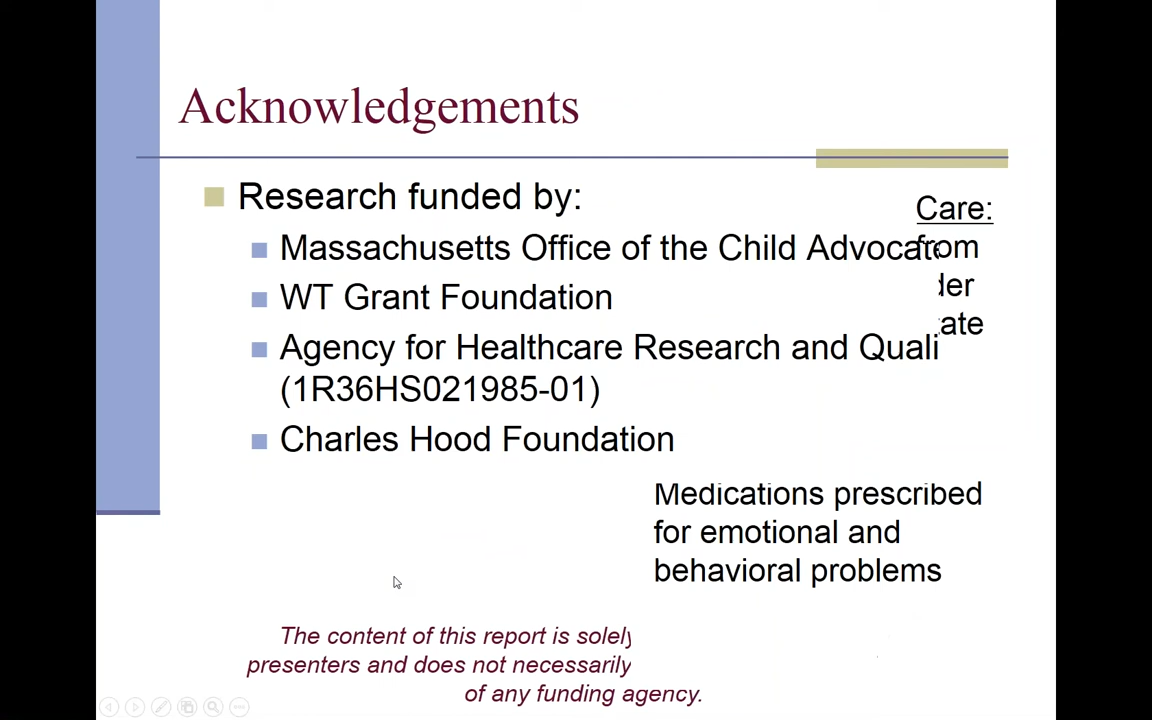 Acknowledgements
Research funded by:
Care:
Massachusetts Office of the Child Advocate
from
der
WT Grant Foundation
ate
Agency for Healthcare Research and Quali
(1R36HS021985-01)
Charles Hood Foundation
Medications prescribed
for emotional and
behavioral problems
The content of this report is solely
presenters and does not necessarily
of any funding agency.